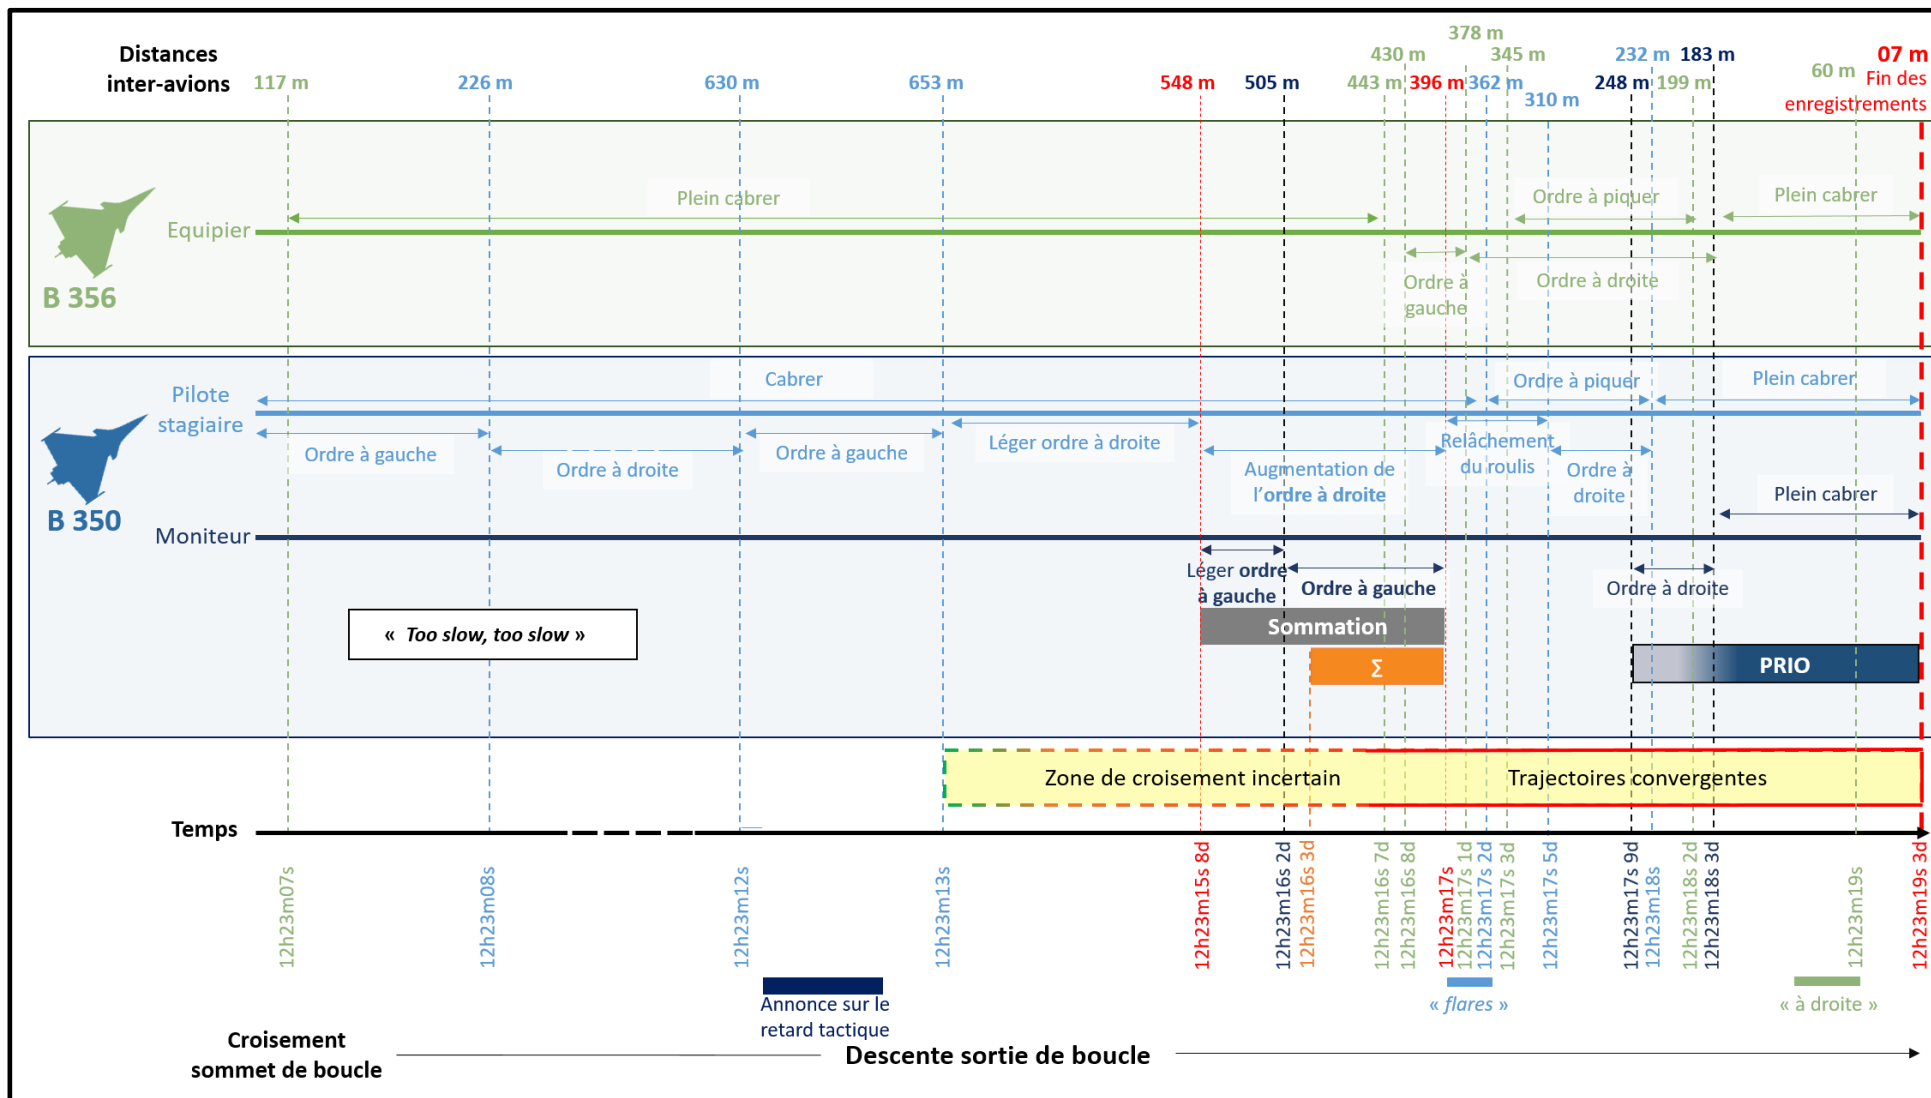 Distances
inter-avions
117 m
226 m
630 m
653 m
548 m
505 m
443 m
430 m
396 m
378 m
362 m
345 m
310 m
248 m
232 m
199 m
183 m
60 m
07 m
Fin des
enregistrements
B 356
Equipier
Plein cabrer
Ordre à piquer
Plein cabrer
Ordre à
gauche
Ordre à droite
B 350
Pilote
stagiaire
Cabrer
Ordre à piquer
Plein cabrer
Ordre à gauche
Ordre à droite
Ordre à gauche
Léger ordre à droite
Augmentation de
l'ordre à droite
Relâchement
du roulis
Ordre à
droite
Plein cabrer
Moniteur
Léger ordre
à gauche
Ordre à gauche
Ordre à droite
« Too slow, too slow »
Sommation
Σ
PRIO
Zone de croisement incertain
Trajectoires convergentes
Temps
12h23m07s
12h23m08s
12h23m12s
12h23m13s
12h23m15s 8d
12h23m16s 2d
12h23m16s 3d
12h23m16s 7d
12h23m16s 8d
12h23m17s
12h23m17s 1d
12h23m17s 2d
12h23m17s 3d
12h23m17s 5d
12h23m17s 9d
12h23m18s
12h23m18s 2d
12h23m18s 3d
12h23m19s
12h23m19s 3d
Annonce sur le
retard tactique
« flares »
« à droite »
Croisement
sommet de boucle
Descente sortie de boucle